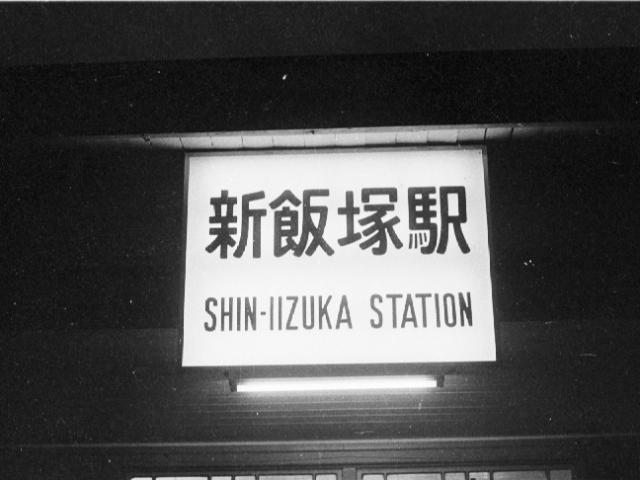 新飯塚駅
SHIN-IIZUKA STATION